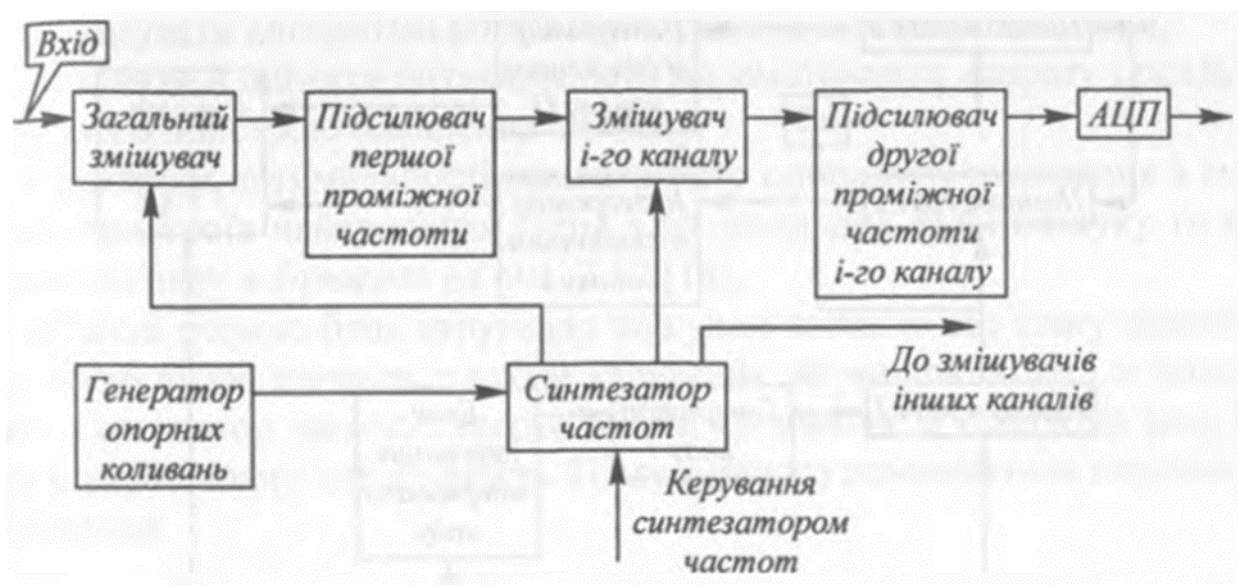 Вхід
Загальний
змішувач
Підсилювач
першої
проміжної
частоти
Змішувач
і-го каналу
Підсилювач
другої
проміжної
частоти
і-го каналу
АЦП
До змішувачів
інших каналів
Генератор
опорних
коливань
Синтезатор
частот
Керування
синтезатором
частот